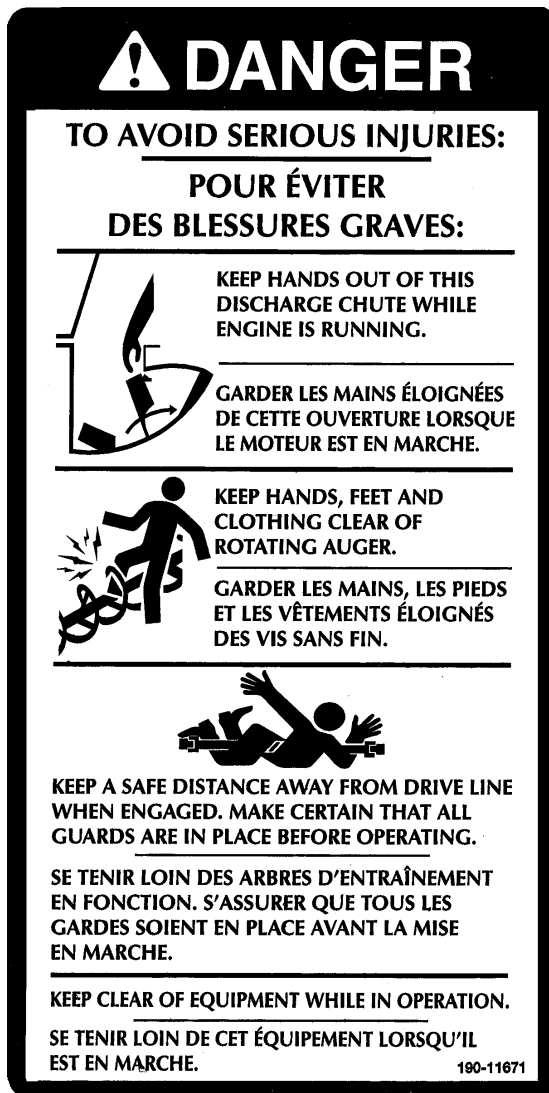 DANGER
TO AVOID SERIOUS INJURIES:
POUR ÉVITER
DES BLESSURES GRAVES:
KEEP HANDS OUT OF THIS
DISCHARGE CHUTE WHILE
ENGINE IS RUNNING.
GARDER LES MAINS ÉLOIGNÉES
DE CETTE OUVERTURE LORSQUE
LE MOTEUR EST EN MARCHE.
KEEP HANDS, FEET AND
CLOTHING CLEAR OF
ROTATING AUGER.
GARDER LES MAINS, LES PIEDS
ET LES VÊTEMENTS ÉLOIGNÉS
DES VIS SANS FIN.
KEEP A SAFE DISTANCE AWAY FROM DRIVE LINE
WHEN ENGAGED. MAKE CERTAIN THAT ALL
GUARDS ARE IN PLACE BEFORE OPERATING.
SE TENIR LOIN DES ARBRES D'ENTRAÎNEMENT
EN FONCTION. S'ASSURER QUE TOUS LES
GARDES SOIENT EN PLACE AVANT LA MISE
EN MARCHE.
KEEP CLEAR OF EQUIPMENT WHILE IN OPERATION.
SE TENIR LOIN DE CET ÉQUIPEMENT LORSQU'IL
EST EN MARCHE.
190-11671